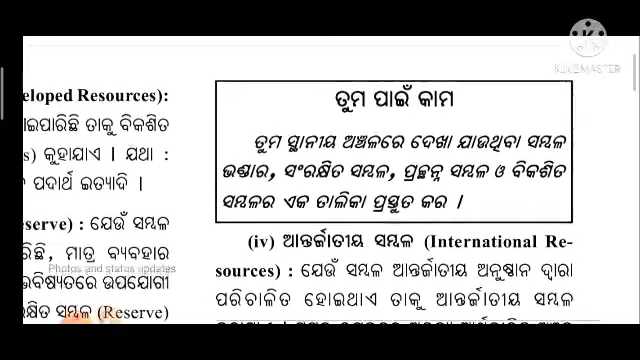 eloped Resources):
ାଇପାରିଛି ତାକୁ ବିକଶିତ
s) କୁହାଯାଏ । ଯଥା :
ପଦାର୍ଥ ଇତ୍ୟାଦି ।
eserve) : ଯେଉଁ ସମ୍ବଳ
ରିଛି, ମାତ୍ର ବ୍ୟବହାର
ଭବିଷ୍ୟତରେ ଉପଯୋଗୀ
ରକ୍ଷିତ ସମ୍ବଳ (Reserve)
ତୁମ ପାଇଁ କାମ
ତୁମ ସ୍ଥାନୀୟ ଅଞ୍ଚଳରେ ଦେଖା ଯାଉଥିବା ସମ୍ବଳ
ଭଣ୍ଡାର, ସଂରକ୍ଷିତ ସମ୍ବଳ, ପ୍ରଚ୍ଛନ୍ନ ସମ୍ବଳ ଓ ବିକଶିତ
ସମ୍ବଳର ଏକ ତାଲିକା ପ୍ରସ୍ତୁତ କର ।
(iv) ଆନ୍ତର୍ଜାତୀୟ ସମ୍ବଳ (International Re-
sources) : ଯେଉଁ ସମ୍ବଳ ଆନ୍ତର୍ଜାତୀୟ ଅନୁଷ୍ଠାନ ଦ୍ୱାରା
ପରିଚାଳିତ ହୋଇଥାଏ ତାକୁ ଆନ୍ତର୍ଜାତୀୟ ସମ୍ବଳ
Photos and status updates
KINEMASTER